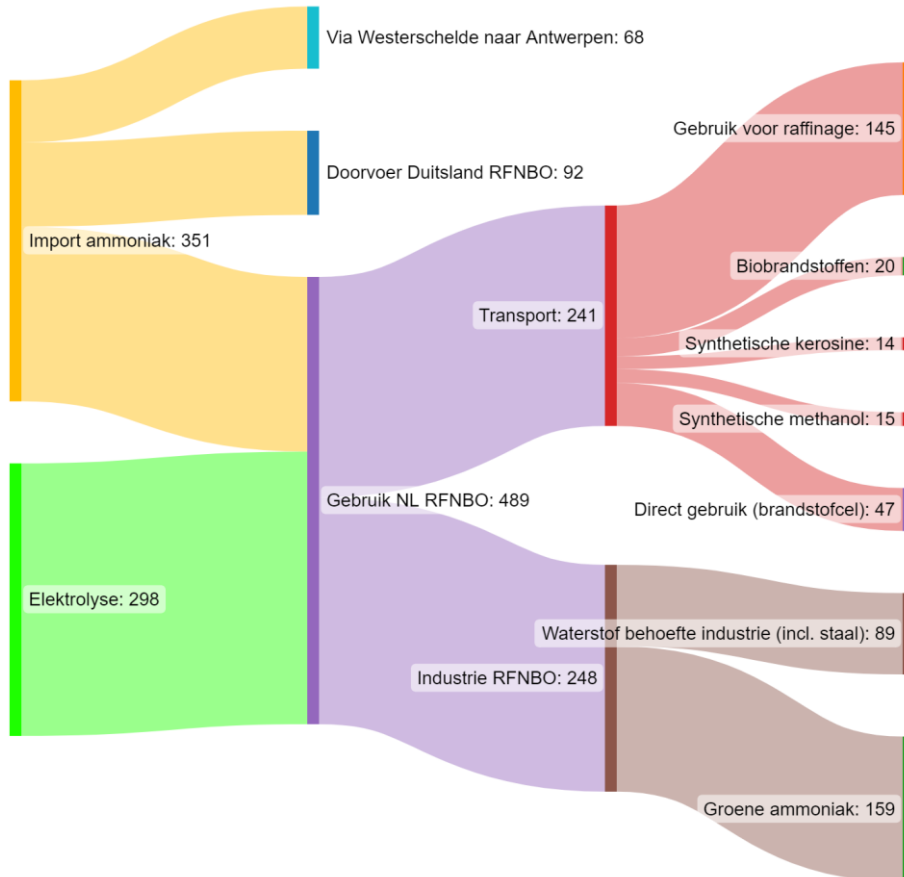 Via Westerschelde naar Antwerpen: 68
Gebruik voor raffinage: 145
Doorvoer Duitsland RFNBO: 92
Import ammoniak: 351
Biobrandstoffen: 20
Transport: 241
Synthetische kerosine: 14
Synthetische methanol: 15
Gebruik NL RFNBO: 489
Direct gebruik (brandstofcel): 47
Elektrolyse: 298
Waterstof behoefte industrie (incl. staal): 89
Industrie RFNBO: 248
Groene ammoniak: 159